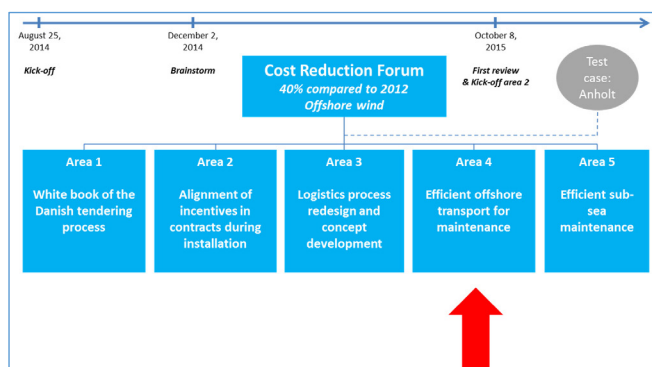 August 25,
2014
Kick-off
December 2,
2014
Brainstorm
October 8,
2015
First review
& Kick-off area 2
Cost Reduction Forum
40% compared to 2012
Offshore wind
Test
case:
Anholt
Area 1
White book of the
Danish tendering
process
Area 2
Alignment of
incentives in
contracts during
installation
Area 3
Logistics process
redesign and
concept
development
Area 4
Efficient offshore
transport for
maintenance
Area 5
Efficient sub-
sea
maintenance